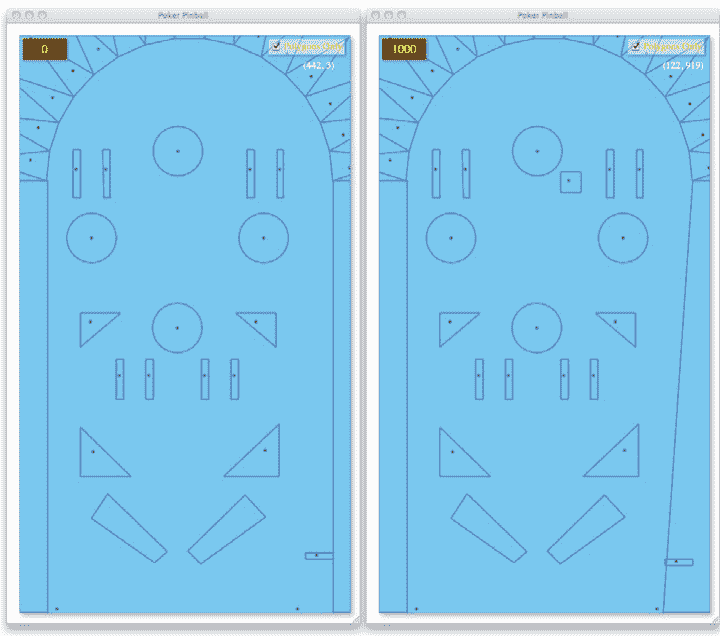 Poker Pinball
0
(442, 3)
Poker Pinball
1000
(122, 919)